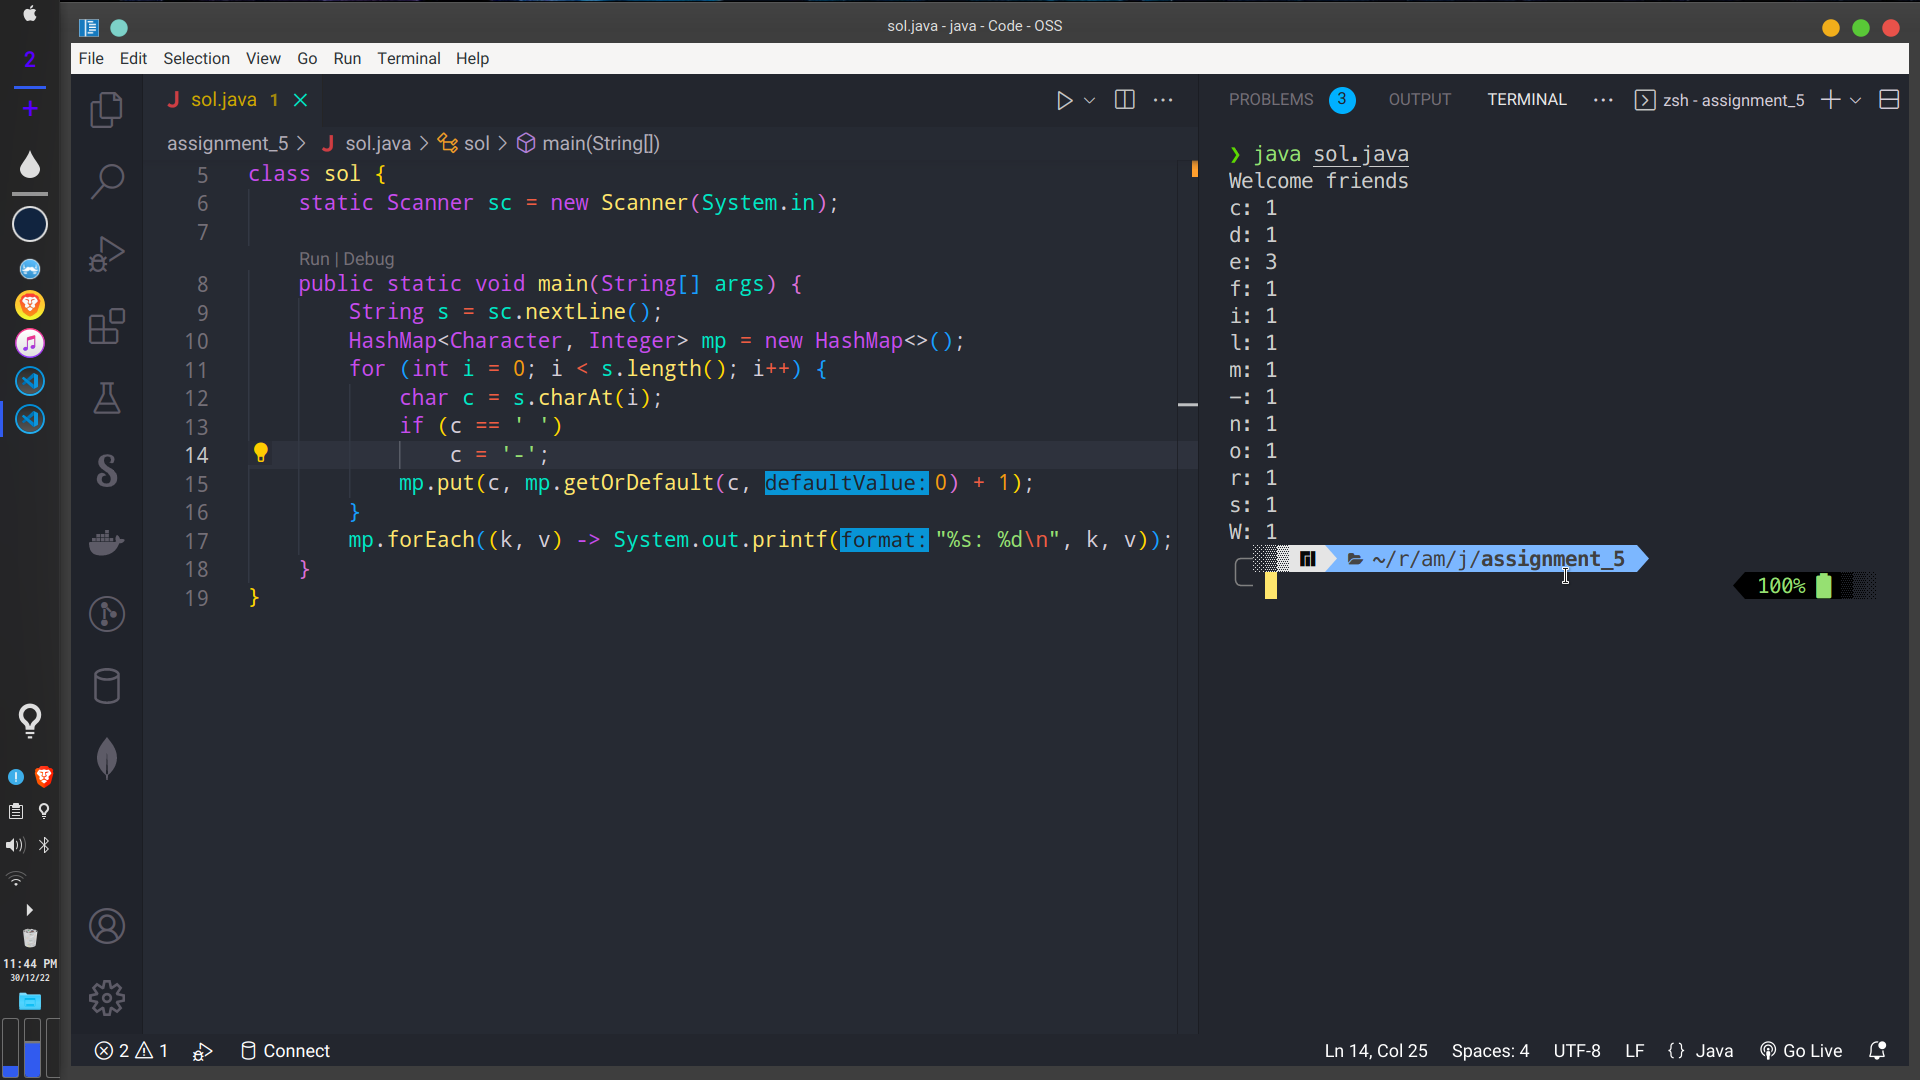 sol.java - java - Code - OSS
File Edit Selection View Go Run Terminal Help
2
+
sol.java 1
assignment_5 > sol.java > sol > main(String[])
5 class sol {
6 static Scanner sc = new Scanner(System.in);
7
Run | Debug
8 public static void main(String[] args) {
9 String s = sc.nextLine();
10 HashMap<Character, Integer> mp = new HashMap<>();
11 for (int i = 0; i < s.length(); i++) {
12 char c = s.charAt(i);
13 if (c == ' ')
14 c = '-';
15 mp.put(c, mp.getOrDefault(c, defaultValue:0) + 1);
16 }
17 mp.forEach((k, v) -> System.out.printf(format:"%s: %d\n", k, v));
18 }
19 }
PROBLEMS 3 OUTPUT TERMINAL ... zsh - assignment_5
❯ java sol.java
Welcome friends
c: 1
d: 1
e: 3
f: 1
i: 1
l: 1
m: 1
-: 1
n: 1
o: 1
r: 1
s: 1
W: 1
~/r/am/j/assignment_5
100%
11:44 PM
30/12/22
2 1 Connect
Ln 14, Col 25 Spaces: 4 UTF-8 LF {} Java Go Live